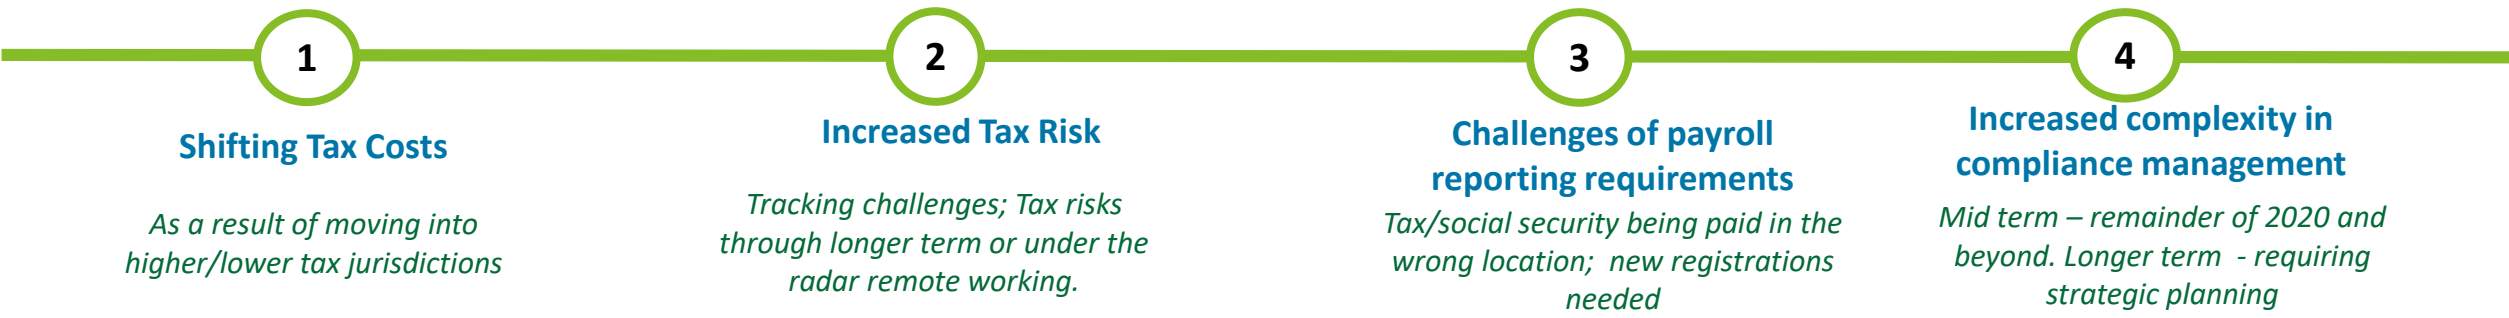 1
Shifting Tax Costs
As a result of moving into
higher/lower tax jurisdictions
2
Increased Tax Risk
Tracking challenges; Tax risks
through longer term or under the
radar remote working.
3
Challenges of payroll
reporting requirements
Tax/social security being paid in the
wrong location;  new registrations
needed
4
Increased complexity in
compliance management
Mid term – remainder of 2020 and
beyond. Longer term  - requiring
strategic planning